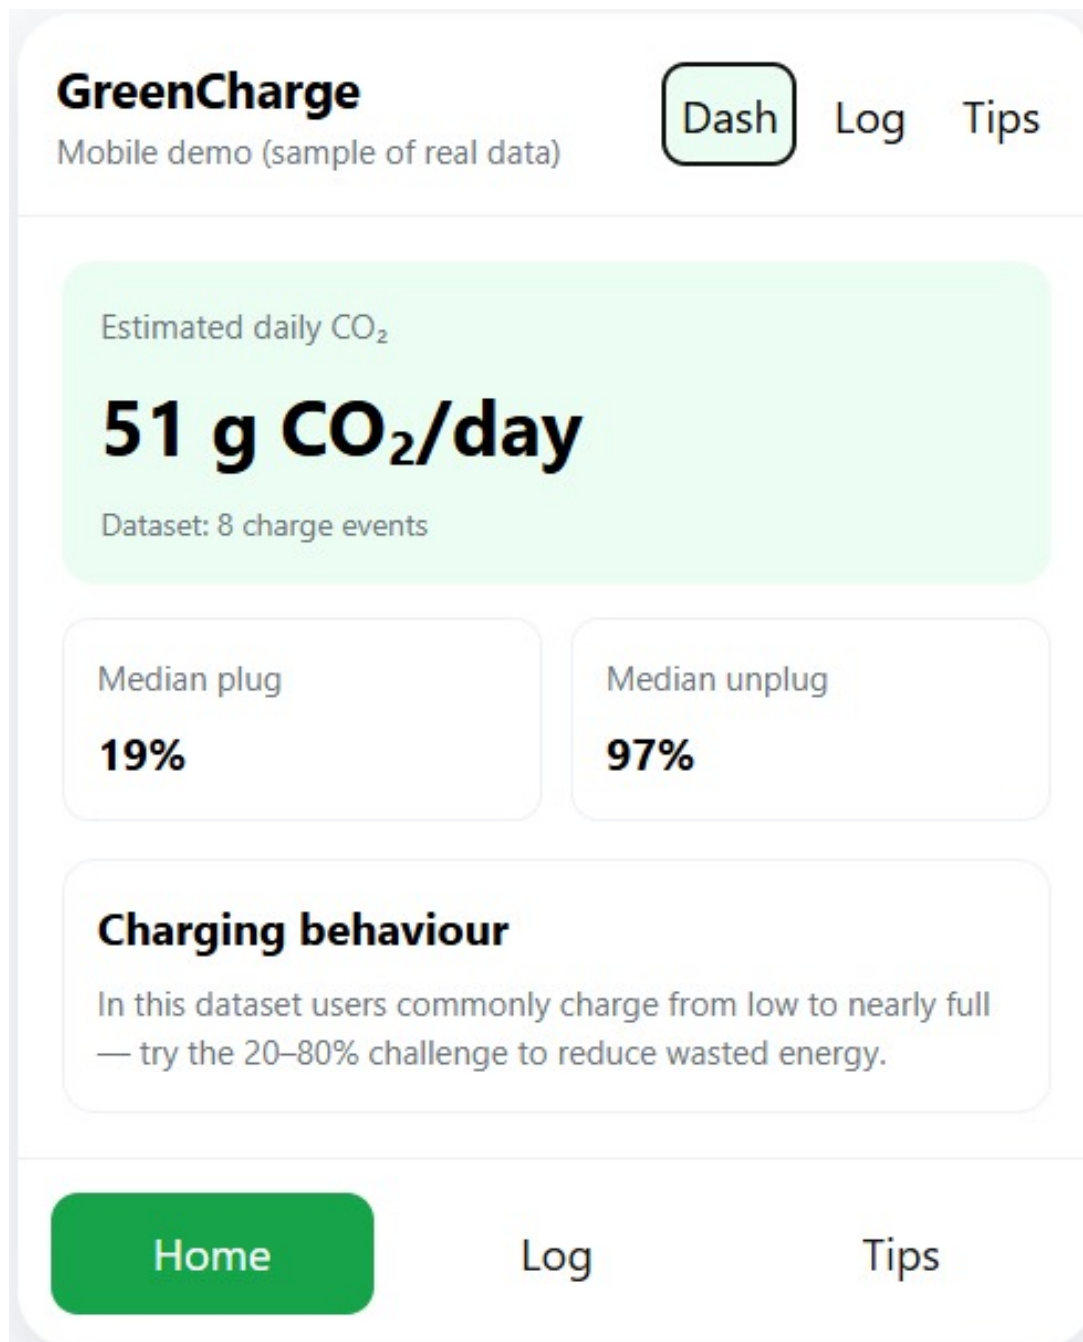 GreenCharge
Mobile demo (sample of real data)
Dash
Log
Tips
Estimated daily CO₂
51 g CO₂/day
Dataset: 8 charge events
Median plug
19%
Median unplug
97%
Charging behaviour
In this dataset users commonly charge from low to nearly full
— try the 20–80% challenge to reduce wasted energy.
Home
Log
Tips